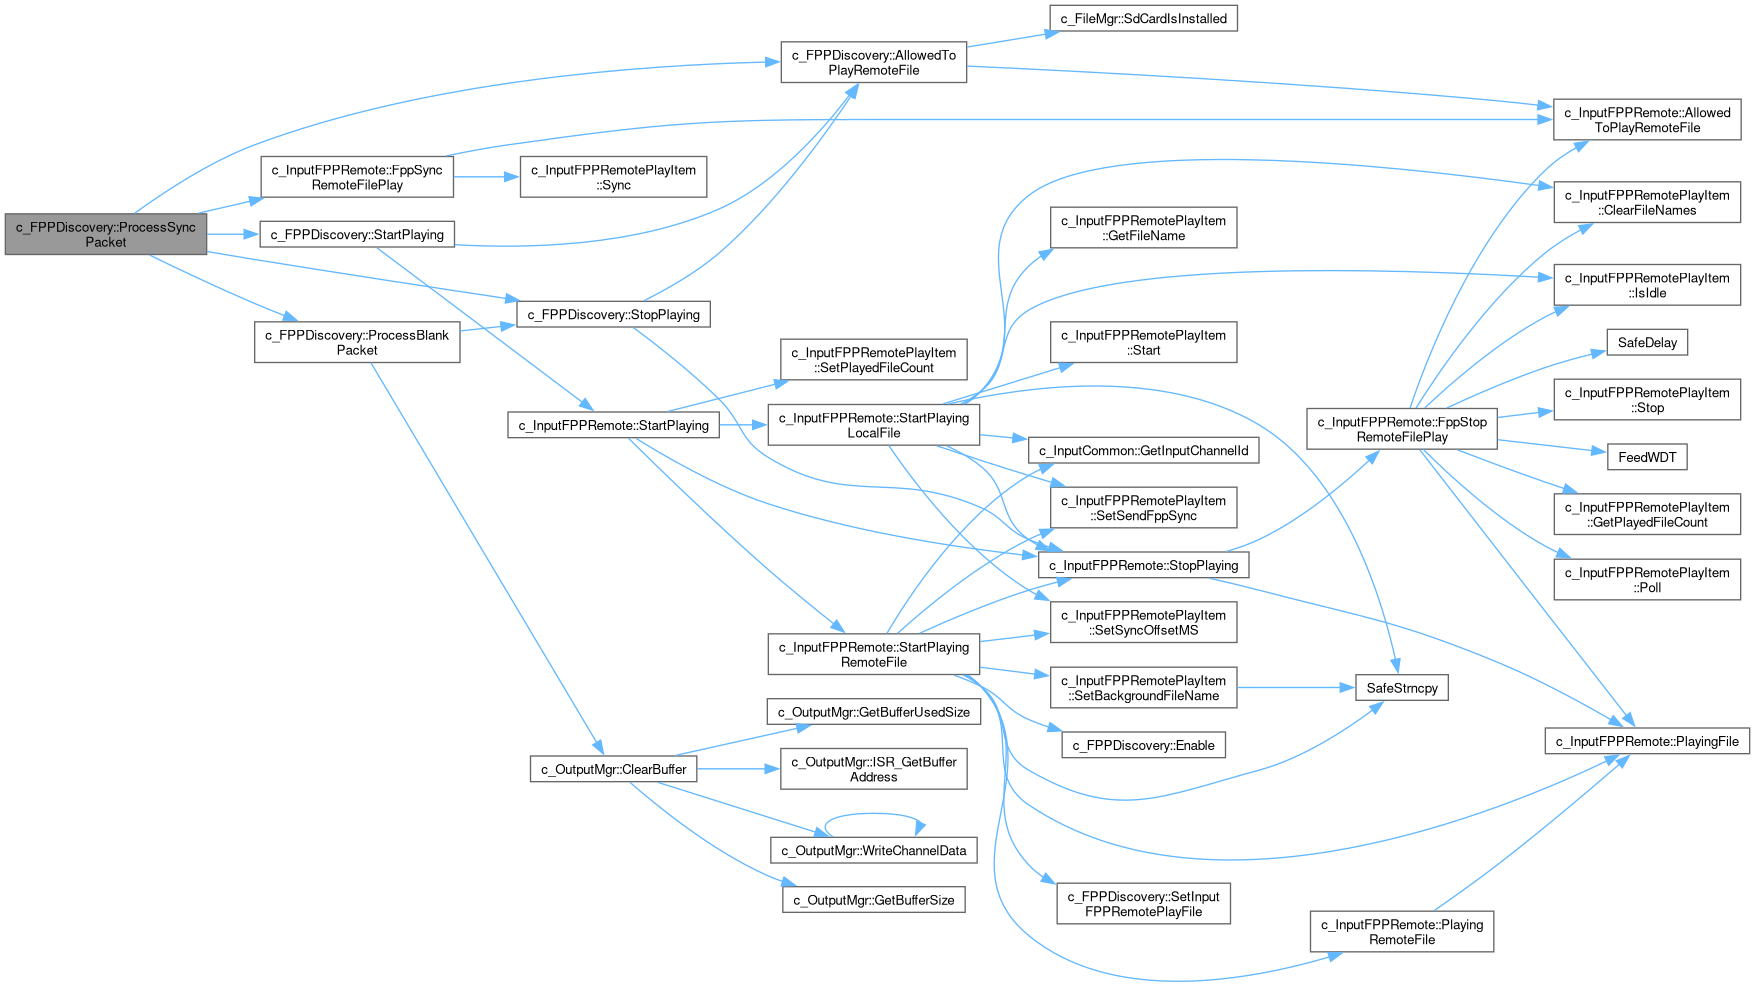 c_FPPDiscovery::ProcessSync
Packet
c_FPPDiscovery::AllowedTo
PlayRemoteFile
c_FileMgr::SdCardIsInstalled
c_InputFPPRemote::Allowed
ToPlayRemoteFile
c_InputFPPRemote::FppSync
RemoteFilePlay
c_InputFPPRemotePlayItem
::Sync
c_FPPDiscovery::StartPlaying
c_FPPDiscovery::StopPlaying
c_FPPDiscovery::ProcessBlank
Packet
c_InputFPPRemote::StartPlaying
c_InputFPPRemotePlayItem
::SetPlayedFileCount
c_InputFPPRemote::StartPlaying
LocalFile
c_InputFPPRemote::StartPlaying
RemoteFile
c_OutputMgr::ClearBuffer
c_OutputMgr::GetBufferUsedSize
c_OutputMgr::ISR_GetBuffer
Address
c_OutputMgr::WriteChannelData
c_OutputMgr::GetBufferSize
c_InputFPPRemotePlayItem
::GetFileName
c_InputFPPRemotePlayItem
::Start
c_InputCommon::GetInputChannelId
c_InputFPPRemotePlayItem
::SetSendFppSync
c_InputFPPRemote::StopPlaying
c_InputFPPRemotePlayItem
::SetSyncOffsetMS
c_InputFPPRemotePlayItem
::SetBackgroundFileName
c_FPPDiscovery::Enable
c_FPPDiscovery::SetInput
FPPRemotePlayFile
c_InputFPPRemote::FppStop
RemoteFilePlay
SafeStrncpy
c_InputFPPRemote::Playing
RemoteFile
c_InputFPPRemotePlayItem
::ClearFileNames
c_InputFPPRemotePlayItem
::IsIdle
SafeDelay
c_InputFPPRemotePlayItem
::Stop
FeedWDT
c_InputFPPRemotePlayItem
::GetPlayedFileCount
c_InputFPPRemotePlayItem
::Poll
c_InputFPPRemote::PlayingFile